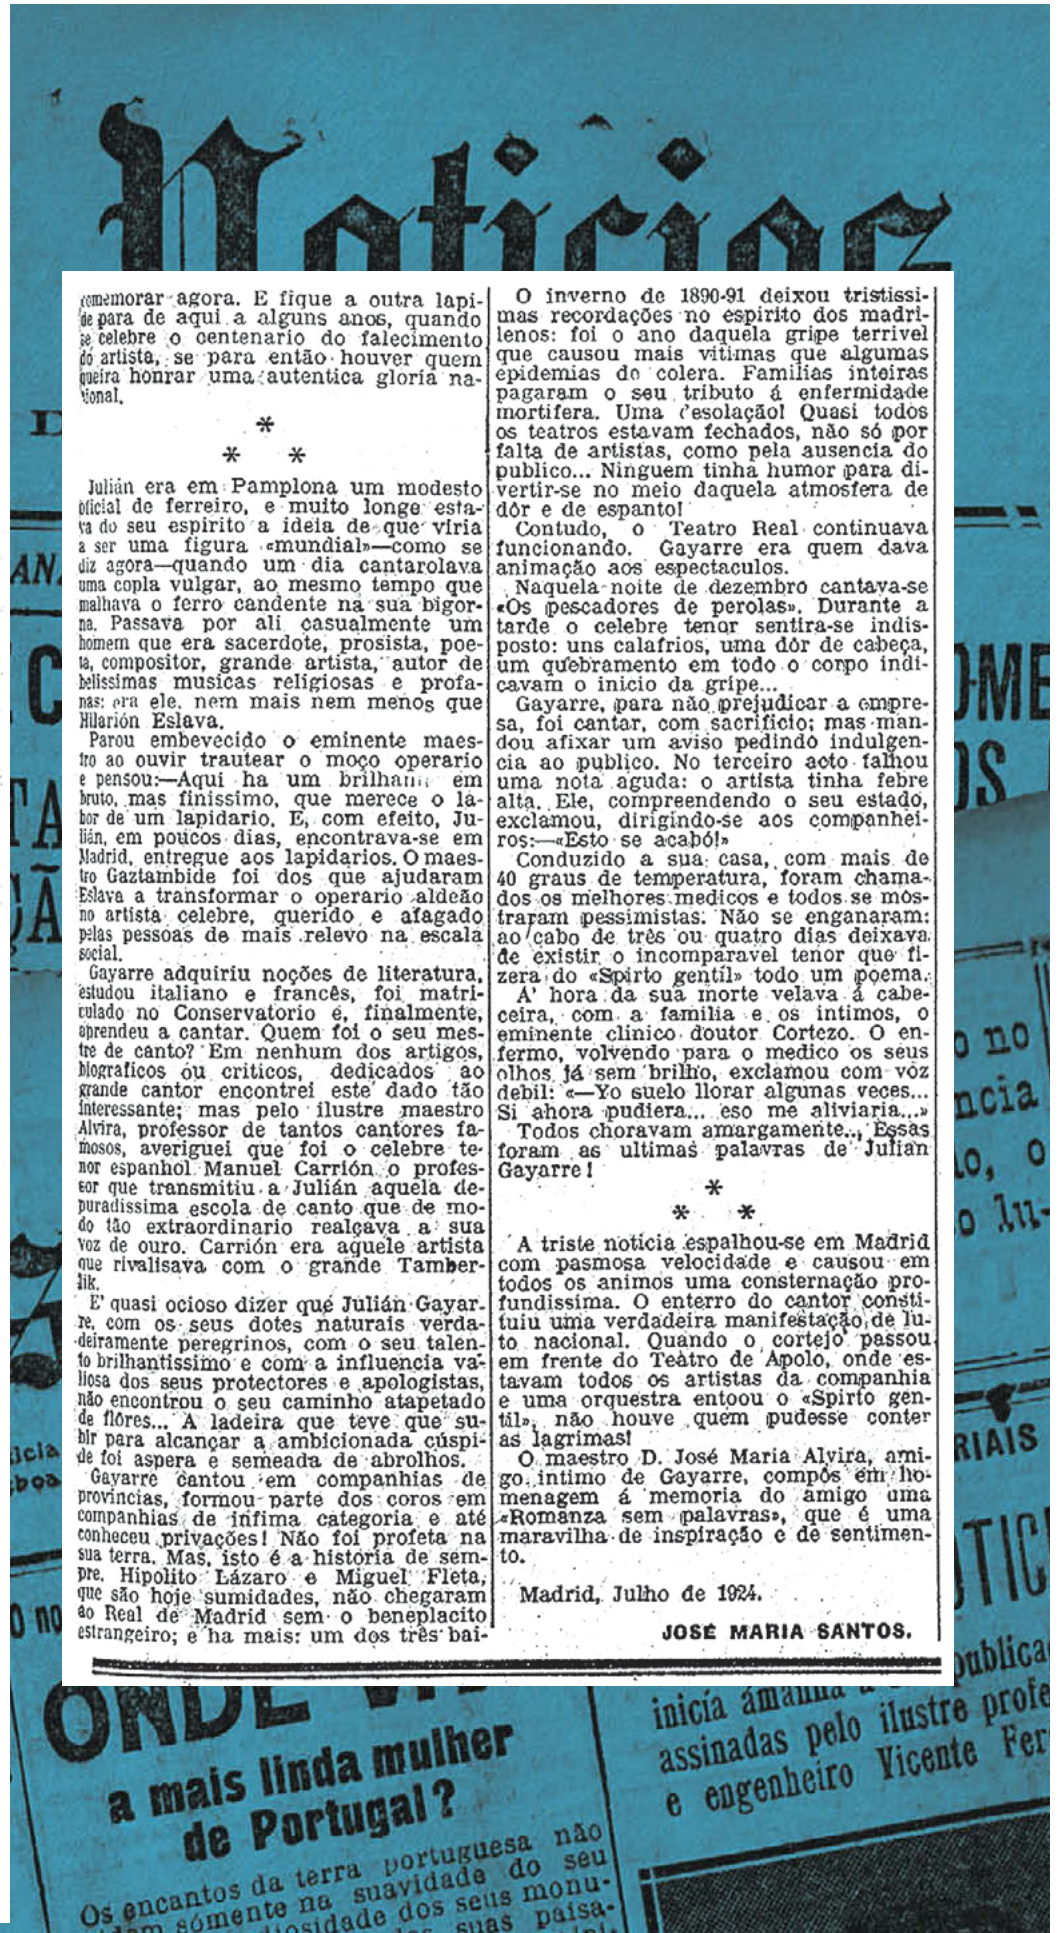 Noticias
comemorar agora. E fique a outra lapi-
de para de aqui a alguns anos, quando
se celebre o centenario do falecimento
do artista, se para então houver quem
queira honrar uma autentica gloria na-
cional.
*
* *
Julián era em Pamplona um modesto
oficial de ferreiro, e muito longe esta-
va do seu espirito a ideia de que viria
a ser uma figura «mundial»—como se
diz agora—quando um dia cantarolava
uma copla vulgar, ao mesmo tempo que
malhava o ferro candente na sua bigor-
na. Passava por ali casualmente um
homem que era sacerdote, prosista, poe-
ta, compositor, grande artista, autor de
belissimas musicas religiosas e profa-
nas: era ele, nem mais nem menos que
Hilarión Eslava.
Parou embevecido o eminente maes-
tro ao ouvir trautear o moço operario
e pensou:—Aqui ha um brilhante em
bruto, mas finissimo, que merece o la-
bor de um lapidario. E, com efeito, Ju-
lián, em poucos dias, encontrava-se em
Madrid, entregue aos lapidarios. O maes-
tro Gaztambide foi dos que ajudaram
Eslava a transformar o operario aldeão
no artista celebre, querido e afagado
pelas pessoas de mais relevo na escala
social.
Gayarre adquiriu noções de literatura,
estudou italiano e francês, foi matri-
culado no Conservatorio e, finalmente,
aprendeu a cantar. Quem foi o seu mes-
tre de canto? Em nenhum dos artigos,
biograficos ou criticos, dedicados ao
grande cantor encontrei este dado tão
interessante; mas pelo ilustre maestro
Alvira, professor de tantos cantores fa-
mosos, averiguei que foi o celebre te-
nor espanhol Manuel Carrión o profes-
sor que transmitiu a Julián aquela de-
puradissima escola de canto que de mo-
do tão extraordinario realçava a sua
voz de ouro. Carrión era aquele artista
que rivalisava com o grande Tamber-
lik.
E' quasi ocioso dizer que Julián Gayar-
re, com os seus dotes naturais verda-
deiramente peregrinos, com o seu talen-
to brilhantissimo e com a influencia va-
liosa dos seus protectores e apologistas,
não encontrou o seu caminho atapetado
de flôres... A ladeira que teve que su-
bir para alcançar a ambicionada cúspi-
de foi aspera e semeada de abrolhos.
Gayarre cantou em companhias de
provincias, formou parte dos coros em
companhias de infima categoria e até
conheceu privações! Não foi profeta na
sua terra. Mas, isto é a historia de sem-
pre. Hipolito Lázaro e Miguel Fleta,
que são hoje sumidades, não chegaram
ao Real de Madrid sem o beneplacito
estrangeiro; e ha mais: um dos três bai-
O inverno de 1890-91 deixou tristissi-
mas recordações no espirito dos madri-
lenos: foi o ano daquela gripe terrivel
que causou mais vitimas que algumas
epidemias do colera. Familias inteiras
pagaram o seu tributo á enfermidade
mortifera. Uma desolação! Quasi todos
os teatros estavam fechados, não só por
falta de artistas, como pela ausencia do
publico... Ninguem tinha humor para di-
vertir-se no meio daquela atmosfera de
dôr e de espanto!
Contudo, o Teatro Real continuava
funcionando. Gayarre era quem dava
animação aos espectaculos.
Naquela noite de dezembro cantava-se
«Os pescadores de perolas». Durante a
tarde o celebre tenor sentira-se indis-
posto: uns calafrios, uma dôr de cabeça,
um quebramento em todo o corpo indi-
cavam o inicio da gripe...
Gayarre, para não prejudicar a empre-
sa, foi cantar, com sacrificio; mas man-
dou afixar um aviso pedindo indulgen-
cia ao publico. No terceiro acto falhou
uma nota aguda: o artista tinha febre
alta. Ele, compreendendo o seu estado,
exclamou, dirigindo-se aos companhei-
ros:—«Esto se acabó!»
Conduzido a sua casa, com mais de
40 graus de temperatura, foram chama-
dos os melhores medicos e todos se mos-
traram pessimistas. Não se enganaram:
ao cabo de três ou quatro dias deixava
de existir o incomparavel tenor que fi-
zera do «Spirto gentil» todo um poema.
A' hora da sua morte velava á cabe-
ceira, com a familia e os intimos, o
eminente clinico doutor Cortezo. O en-
fermo, volvendo para o medico os seus
olhos já sem brilho, exclamou com voz
debil: «—Yo suelo llorar algunas veces...
Si ahora pudiera... eso me aliviaria...»
Todos choravam amargamente... Essas
foram as ultimas palavras de Julián
Gayarre!
*
* *
A triste noticia espalhou-se em Madrid
com pasmosa velocidade e causou em
todos os animos uma consternação pro-
fundissima. O enterro do cantor consti-
tuiu uma verdadeira manifestação de lu-
to nacional. Quando o cortejo passou
em frente do Teatro de Apolo, onde es-
tavam todos os artistas da companhia
e uma orquestra entoou o «Spirto gen-
til», não houve quem pudesse conter
as lagrimas!
O maestro D. José Maria Alvira, ami-
go intimo de Gayarre, compôs em ho-
menagem á memoria do amigo uma
«Romanza sem palavras», que é uma
maravilha de inspiração e de sentimen-
to.
Madrid, Julho de 1924.
JOSÉ MARIA SANTOS.
ONDE
a mais linda mulher
de Portugal?
Os encantos da terra portuguesa não
sómente na suavidade do seu
dos seus monu-
suas paisa-
publica
inicía ámanhã
assinadas pelo ilustre profe
e engenheiro Vicente Fer
o no
ncia
o lu-
RIAIS